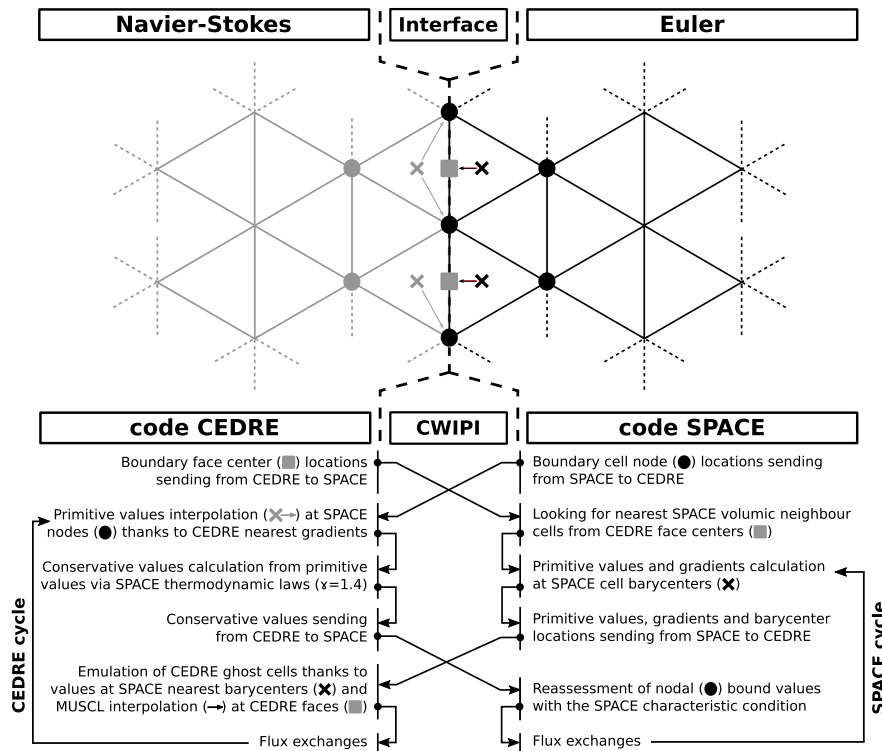 Navier-Stokes
Interface
Euler
code CEDRE
CWIPI
code SPACE
Boundary face center (■) locations
sending from CEDRE to SPACE
Primitive values interpolation (×→) at SPACE
nodes (●) thanks to CEDRE nearest gradients
Conservative values calculation from primitive
values via SPACE thermodynamic laws (ɤ=1.4)
Conservative values sending
from CEDRE to SPACE
Emulation of CEDRE ghost cells thanks to
values at SPACE nearest barycenters (×) and
MUSCL interpolation (→) at CEDRE faces (■)
Flux exchanges
CEDRE cycle
Boundary cell node (●) locations sending
from SPACE to CEDRE
Looking for nearest SPACE volumic neighbour
cells from CEDRE face centers (■)
Primitive values and gradients calculation
at SPACE cell barycenters (×)
Primitive values, gradients and barycenter
locations sending from SPACE to CEDRE
Reassessment of nodal (●) bound values
with the SPACE characteristic condition
Flux exchanges
SPACE cycle